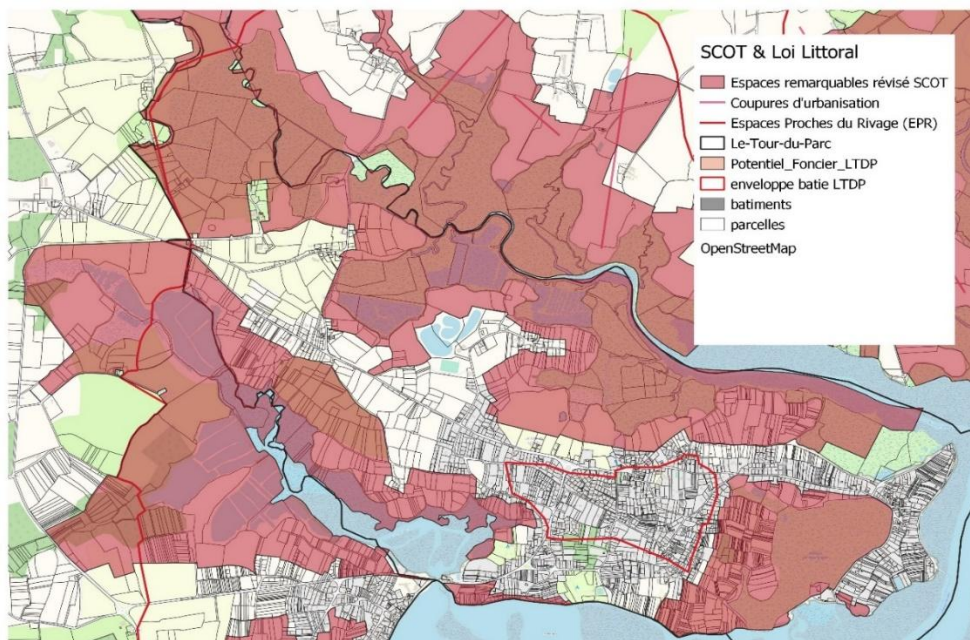 SCOT & Loi Littoral
Espaces remarquables révisé SCOT
Coupures d'urbanisation
Espaces Proches du Rivage (EPR)
Le-Tour-du-Parc
Potentiel_Foncier_LTDP
enveloppe batie LTDP
batiments
parcelles
OpenStreetMap